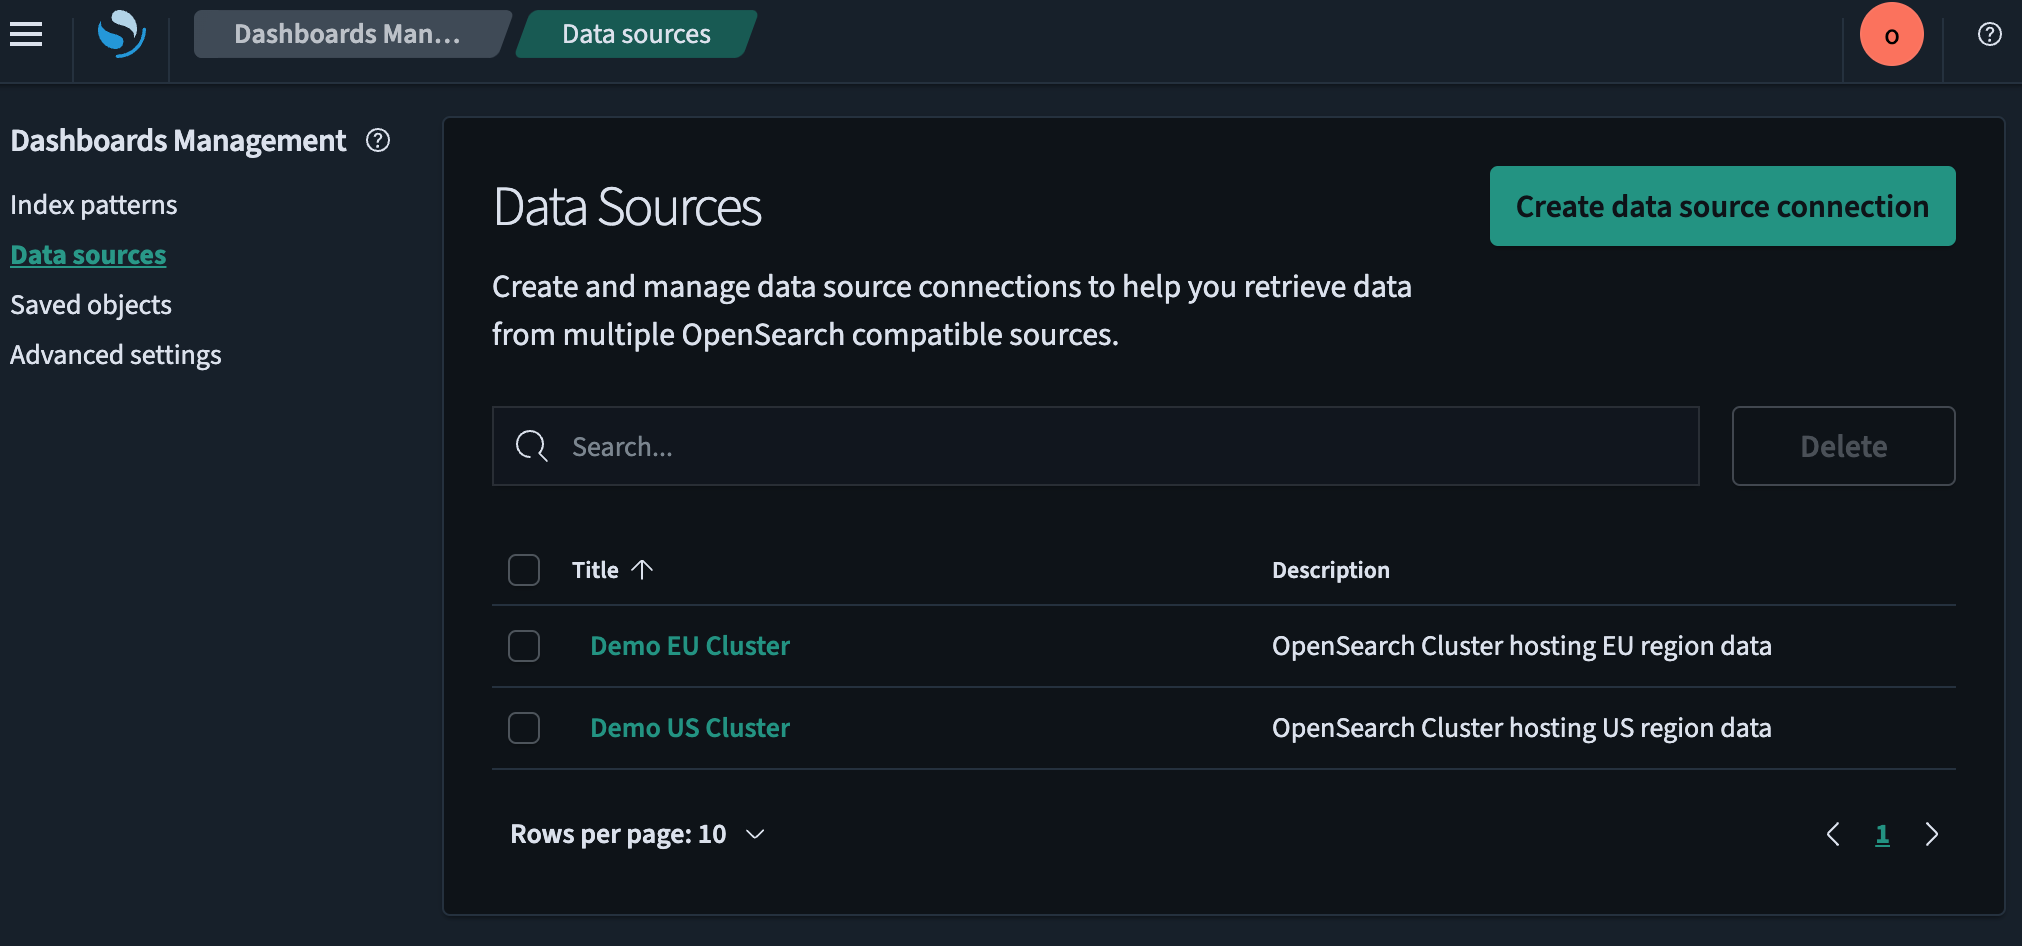 Dashboards Man...
Data sources
o
Dashboards Management
Index patterns
Data sources
Saved objects
Advanced settings
Data Sources
Create data source connection
Create and manage data source connections to help you retrieve data
from multiple OpenSearch compatible sources.
Search...
Delete
Title
Description
Demo EU Cluster
OpenSearch Cluster hosting EU region data
Demo US Cluster
OpenSearch Cluster hosting US region data
Rows per page: 10
1